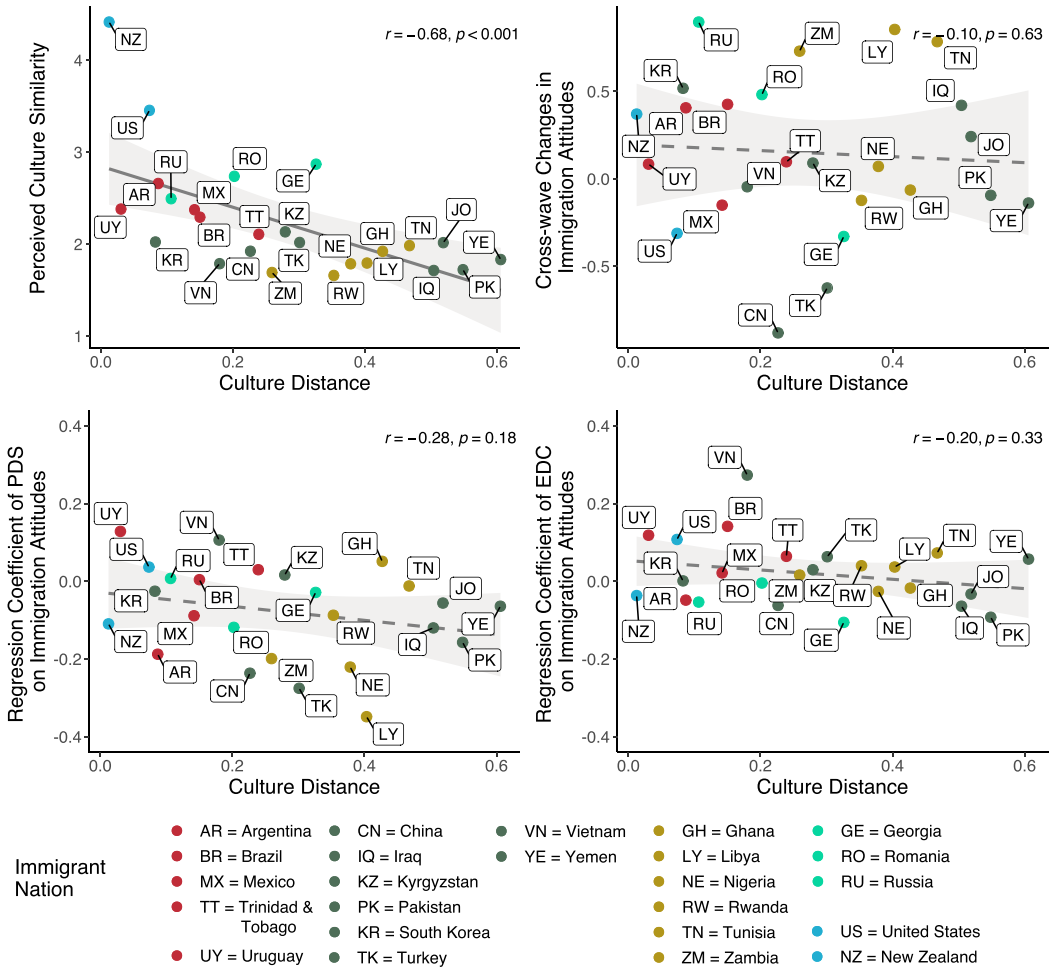 r = −0.68, p < 0.001
NZ
US
RU
RO
GE
AR
MX
UY
BR
TT
KZ
KR
VN
CN
TK
ZM
NE
RW
GH
LY
TN
JO
IQ
YE
PK
4
3
2
1
0.0
0.2
0.4
0.6
Perceived Culture Similarity
Culture Distance
r = −0.10, p = 0.63
RU
ZM
LY
TN
KR
RO
IQ
AR
BR
NZ
UY
VN
TT
KZ
NE
JO
PK
MX
RW
GH
YE
US
GE
CN
TK
0.5
0.0
-0.5
0.0
0.2
0.4
0.6
Cross-wave Changes in
Immigration Attitudes
Culture Distance
r = −0.28, p = 0.18
UY
VN
US
RU
TT
KZ
GH
TN
JO
KR
BR
GE
NZ
MX
RO
RW
IQ
YE
AR
CN
ZM
TK
NE
PK
LY
0.4
0.2
0.0
-0.2
-0.4
0.0
0.2
0.4
0.6
Regression Coefficient of PDS
on Immigration Attitudes
Culture Distance
r = −0.20, p = 0.33
VN
UY
US
BR
TT
TK
LY
TN
YE
KR
MX
JO
AR
RO
ZM
KZ
RW
GH
NZ
RU
CN
GE
NE
IQ
PK
0.4
0.2
0.0
-0.2
-0.4
0.0
0.2
0.4
0.6
Regression Coefficient of EDC
on Immigration Attitudes
Culture Distance
Immigrant
Nation
AR = Argentina
BR = Brazil
MX = Mexico
TT = Trinidad &
Tobago
UY = Uruguay
CN = China
IQ = Iraq
KZ = Kyrgyzstan
PK = Pakistan
KR = South Korea
TK = Turkey
VN = Vietnam
YE = Yemen
GH = Ghana
LY = Libya
NE = Nigeria
RW = Rwanda
TN = Tunisia
ZM = Zambia
GE = Georgia
RO = Romania
RU = Russia
US = United States
NZ = New Zealand